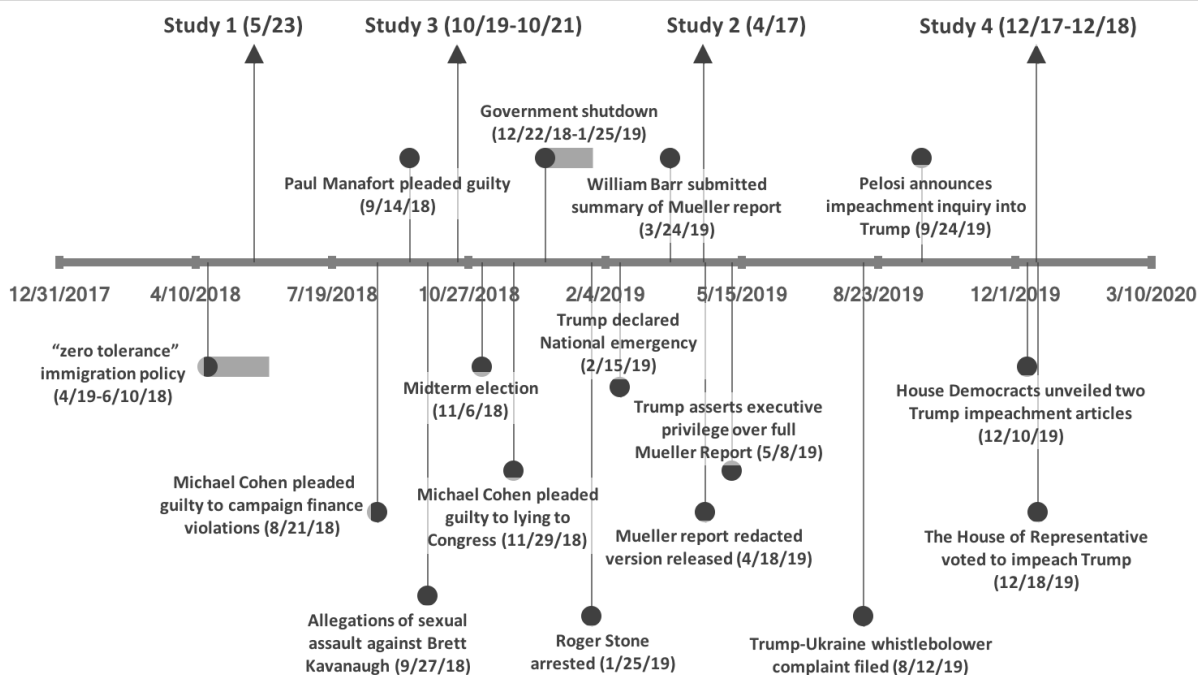 Study 1 (5/23)
Study 3 (10/19-10/21)
Study 2 (4/17)
Study 4 (12/17-12/18)
Government shutdown
(12/22/18-1/25/19)
Paul Manafort pleaded guilty
(9/14/18)
William Barr submitted
summary of Mueller report
(3/24/19)
Pelosi announces
impeachment inquiry into
Trump (9/24/19)
12/31/2017
4/10/2018
7/19/2018
10/27/2018
2/4/2019
5/15/2019
8/23/2019
12/1/2019
3/10/2020
“zero tolerance”
immigration policy
(4/19-6/10/18)
Michael Cohen pleaded
guilty to campaign finance
violations (8/21/18)
Allegations of sexual
assault against Brett
Kavanaugh (9/27/18)
Midterm election
(11/6/18)
Michael Cohen pleaded
guilty to lying to
Congress (11/29/18)
Roger Stone
arrested (1/25/19)
Trump declared
National emergency
(2/15/19)
Trump asserts executive
privilege over full
Mueller Report (5/8/19)
Mueller report redacted
version released (4/18/19)
Trump-Ukraine whistlebolower
complaint filed (8/12/19)
House Democracts unveiled two
Trump impeachment articles
(12/10/19)
The House of Representative
voted to impeach Trump
(12/18/19)